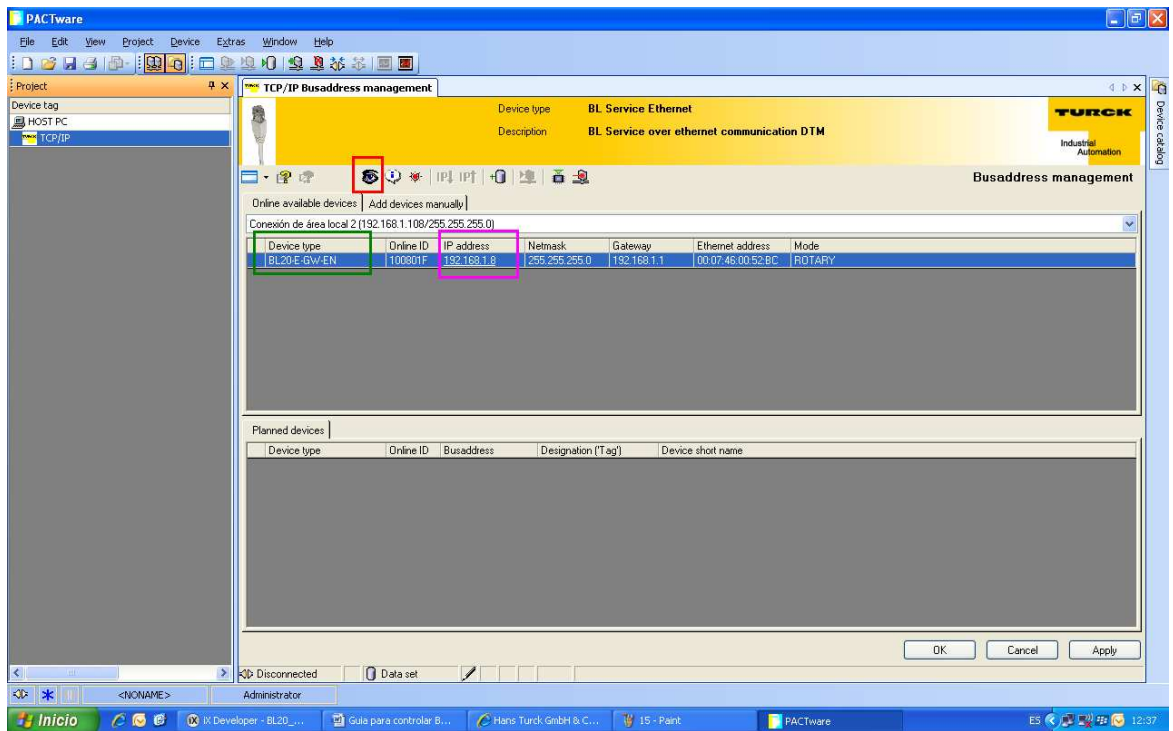 PACTware
File Edit View Project Device Extras Window Help
Project
TCP/IP Busaddress management
Device tag
HOST PC
TCP/IP
Device type BL Service Ethernet
Description BL Service over ethernet communication DTM
TURCK
Industrial
Automation
Device catalog
Busaddress management
Online available devices Add devices manually
Conexión de área local 2 (192.168.1.108/255.255.255.0)
Device type Online ID IP address Netmask Gateway Ethernet address Mode
BL20-E-GW-EN 100801F 192.168.1.8 255.255.255.0 192.168.1.1 00:07:46:00:52:BC ROTARY
Planned devices
Device type Online ID Busaddress Designation ('Tag') Device short name
OK Cancel Apply
Disconnected Data set
<NONAME> Administrator
Inicio IX Developer - BL20_... Guia para controlar B... Hans Turck GmbH & C... 15 - Paint PACTware ES 12:37